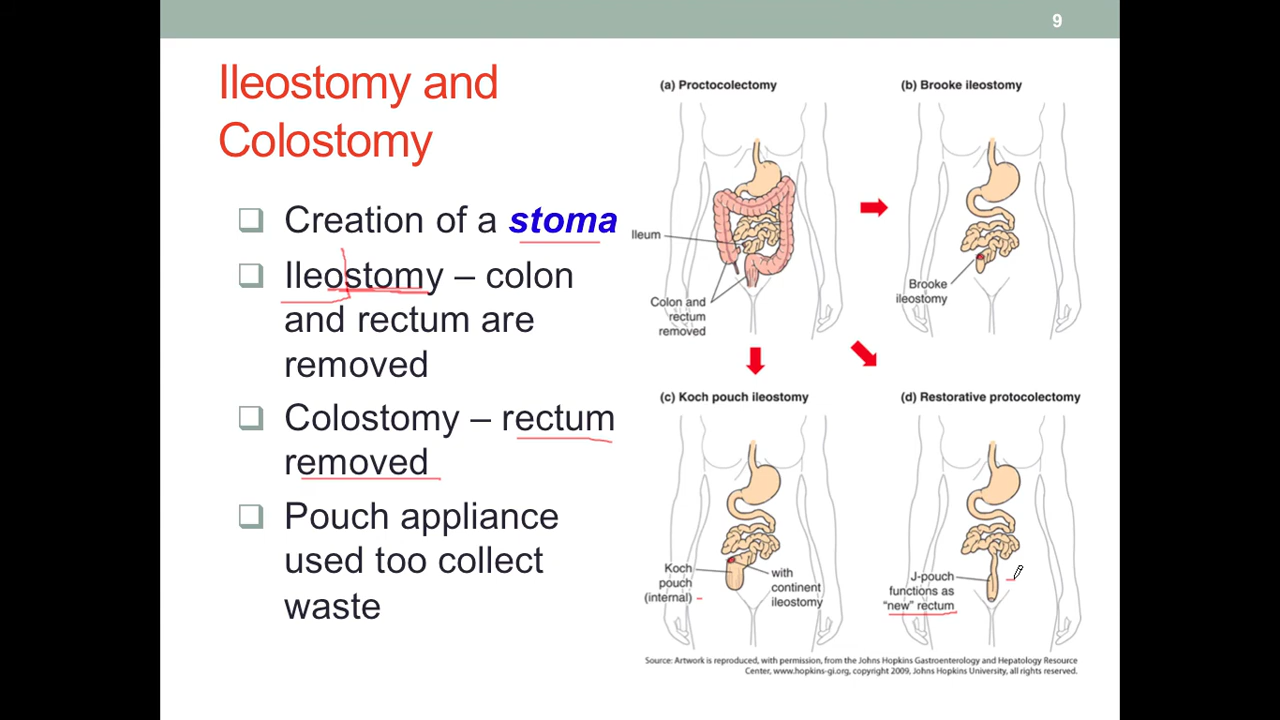 9
Ileostomy and
Colostomy
❑ Creation of a stoma
❑ Ileostomy – colon
and rectum are
removed
❑ Colostomy – rectum
removed
❑ Pouch appliance
used too collect
waste
(a) Proctocolectomy
Ileum
Colon and
rectum
removed
(b) Brooke ileostomy
Brooke
ileostomy
(c) Koch pouch ileostomy
Koch
pouch
(internal)
with
continent
ileostomy
(d) Restorative protocolectomy
J-pouch
functions as
“new” rectum
Source: Artwork is reproduced, with permission, from the Johns Hopkins Gastroenterology and Hepatology Resource
Center, www.hopkins-gi.org, copyright 2009, Johns Hopkins University, all rights reserved.